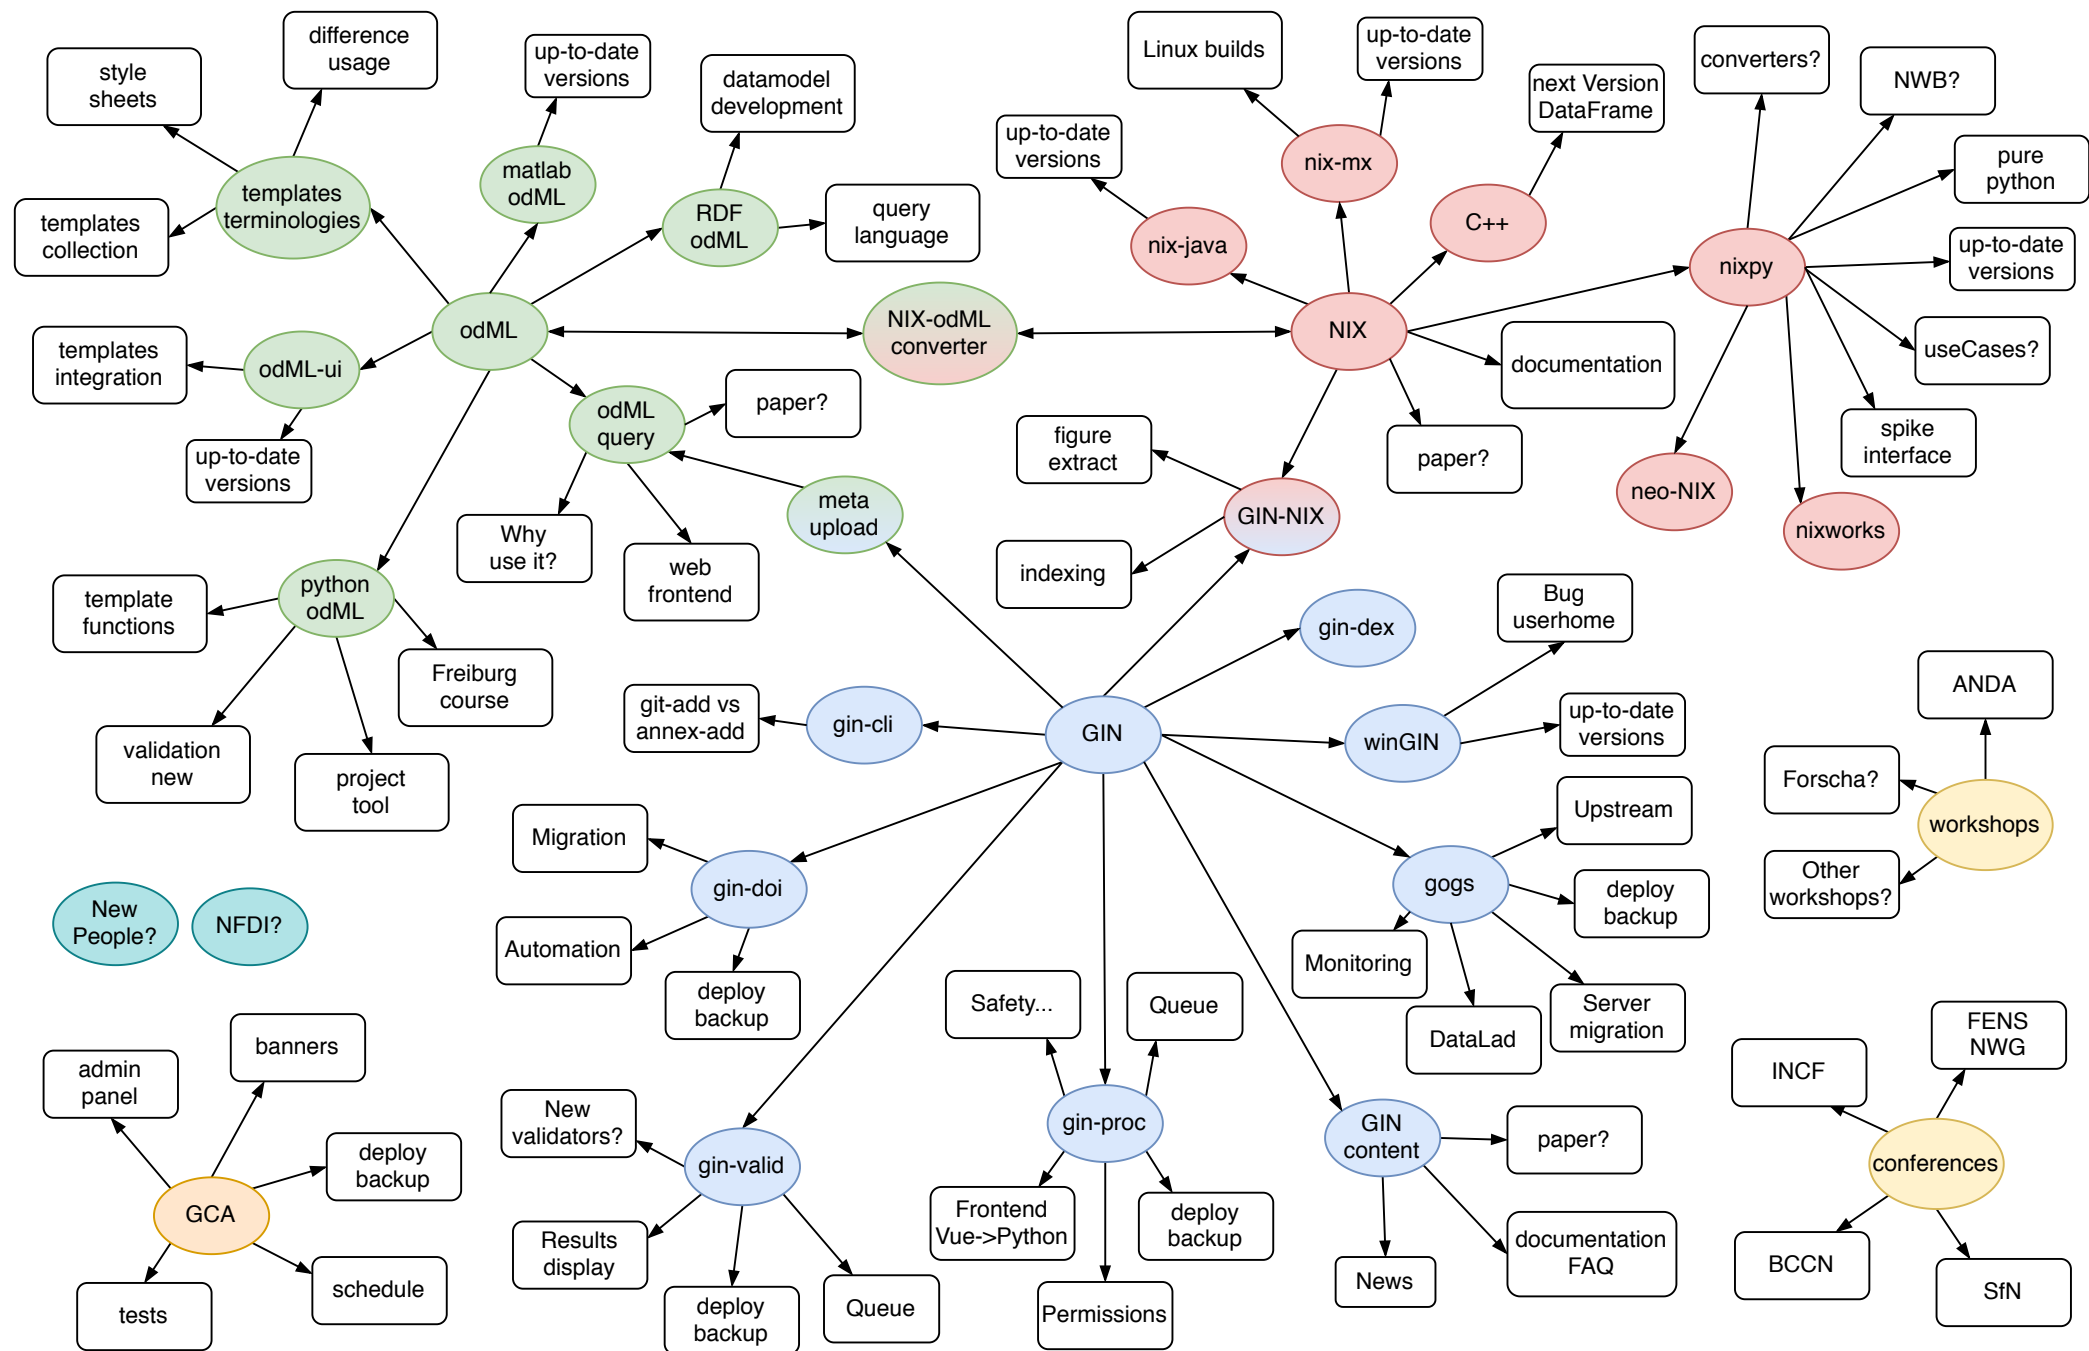 difference
usage
style
sheets
up-to-date
versions
datamodel
development
templates
terminologies
matlab
odML
RDF
odML
query
language
templates
collection
Linux builds
up-to-date
versions
next Version
DataFrame
converters?
NWB?
up-to-date
versions
nix-mx
pure
python
nix-java
C++
nixpy
up-to-date
versions
odML
NIX-odML
converter
NIX
documentation
useCases?
templates
integration
odML-ui
up-to-date
versions
odML
query
paper?
figure
extract
paper?
spike
interface
neo-NIX
nixworks
Why
use it?
web
frontend
meta
upload
GIN-NIX
indexing
python
odML
template
functions
Freiburg
course
validation
new
project
tool
gin-dex
Bug
userhome
git-add vs
annex-add
gin-cli
GIN
winGIN
up-to-date
versions
ANDA
Forscha?
workshops
Other
workshops?
Migration
gin-doi
Automation
deploy
backup
Upstream
gogs
deploy
backup
Monitoring
DataLad
Server
migration
New
People?
NFDI?
Safety...
Queue
gin-proc
Frontend
Vue->Python
deploy
backup
Permissions
admin
panel
banners
deploy
backup
GCA
tests
schedule
New
validators?
gin-valid
Results
display
deploy
backup
Queue
GIN
content
paper?
documentation
FAQ
News
INCF
FENS
NWG
conferences
BCCN
SfN